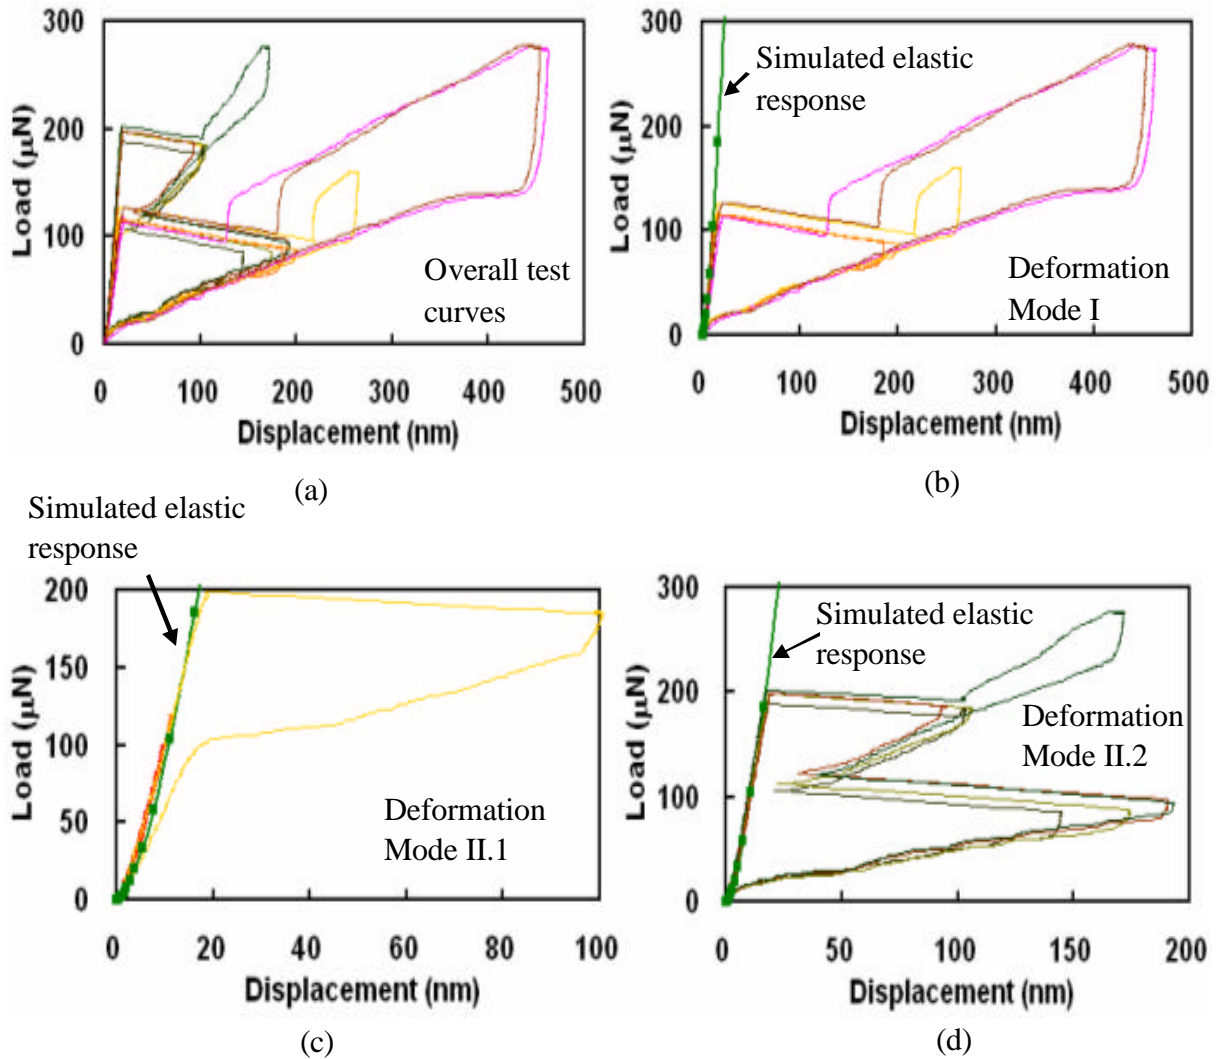 300
200
100
0
Load (μN)
Overall test
curves
0 100 200 300 400 500
Displacement (nm)
(a)
300
200
100
0
Load (μN)
Simulated elastic
response
Deformation
Mode I
0 100 200 300 400 500
Displacement (nm)
(b)
Simulated elastic
response
200
150
100
50
0
Load (μN)
Deformation
Mode II.1
0 20 40 60 80 100
Displacement (nm)
(c)
300
200
100
0
Load (μN)
Simulated elastic
response
Deformation
Mode II.2
0 50 100 150 200
Displacement (nm)
(d)